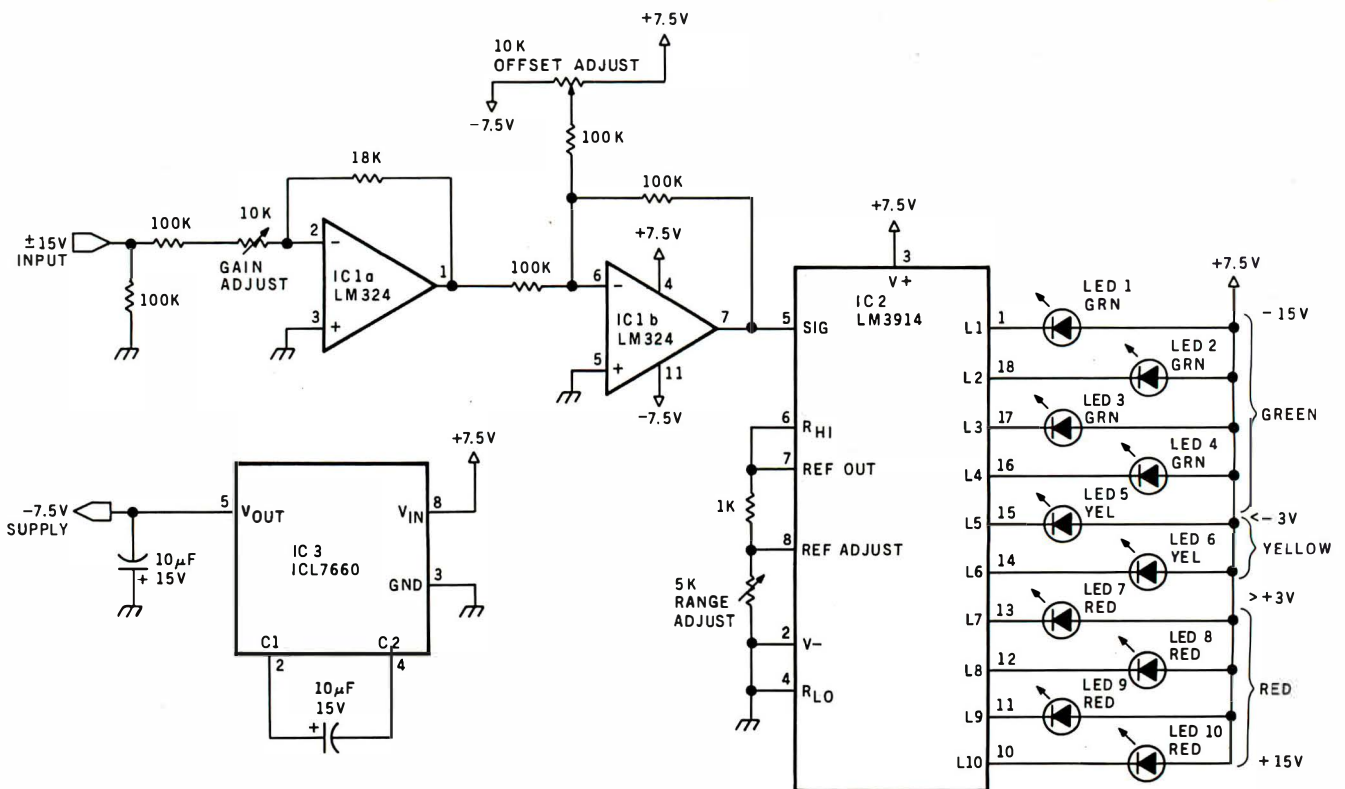 +7.5V
10K
OFFSET ADJUST
-7.5V
100K
18K
100K
±15V
INPUT
100K
10K
GAIN
ADJUST
100K
2
-
IC1a
LM324
1
3
+
100K
+7.5V
4
6
-
IC1b
LM324
7
5
+
11
-7.5V
+7.5V
3
V+
IC2
LM3914
5
SIG
6
RHI
7
REF OUT
1K
8
REF ADJUST
5K
RANGE
ADJUST
2
V-
4
RLO
+7.5V
L1
1
LED 1
GRN
-15V
L2
18
LED 2
GRN
L3
17
LED 3
GRN
GREEN
L4
16
LED 4
GRN
L5
15
LED 5
YEL
<-3V
L6
14
LED 6
YEL
YELLOW
L7
13
LED 7
RED
>+3V
L8
12
LED 8
RED
RED
L9
11
LED 9
RED
L10
10
LED 10
RED
+15V
-7.5V
SUPPLY
10µF
+ 15V
5
VOUT
IC 3
ICL7660
VIN
8
+7.5V
GND
3
C1
2
C2
4
10µF
15V
+